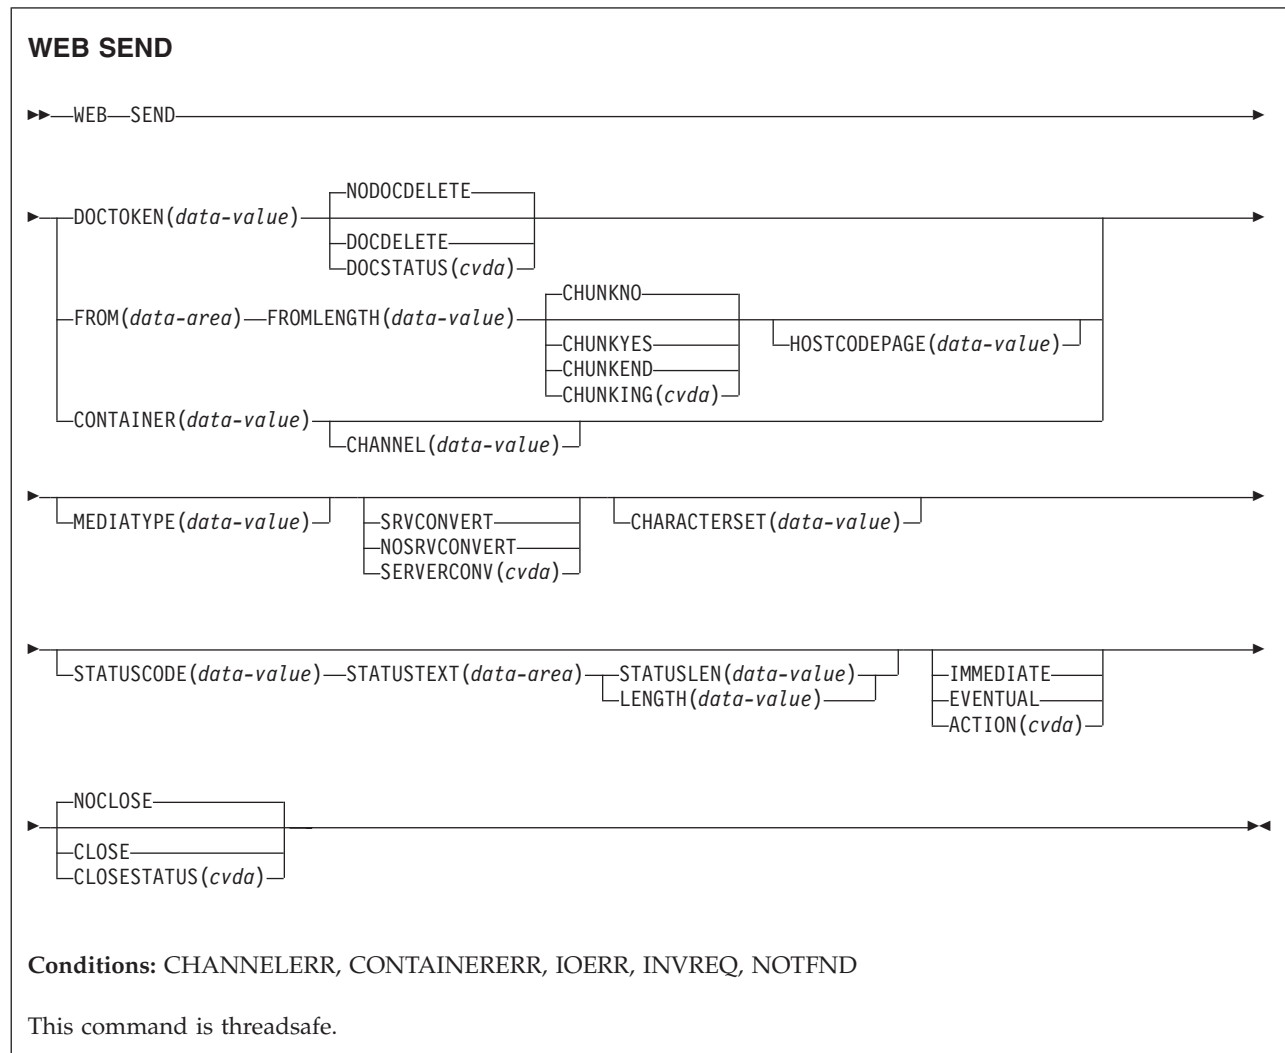 WEB SEND
WEB SEND
NODOCDELETE
DOCTOKEN(data-value)
DOCDELETE
DOCSTATUS(cvda)
CHUNKNO
FROM(data-area) FROMLENGTH(data-value)
CHUNKYES
HOSTCODEPAGE(data-value)
CHUNKEND
CHUNKING(cvda)
CONTAINER(data-value)
CHANNEL(data-value)
MEDIATYPE(data-value) SRVCONVERT CHARACTERSET(data-value)
NOSRVCONVERT
SERVERCONV(cvda)
STATUSCODE(data-value) STATUSTEXT(data-area) STATUSLEN(data-value) IMMEDIATE
LENGTH(data-value) EVENTUAL
ACTION(cvda)
NOCLOSE
CLOSE
CLOSESTATUS(cvda)
Conditions: CHANNELERR, CONTAINERERR, IOERR, INVREQ, NOTFND
This command is threadsafe.